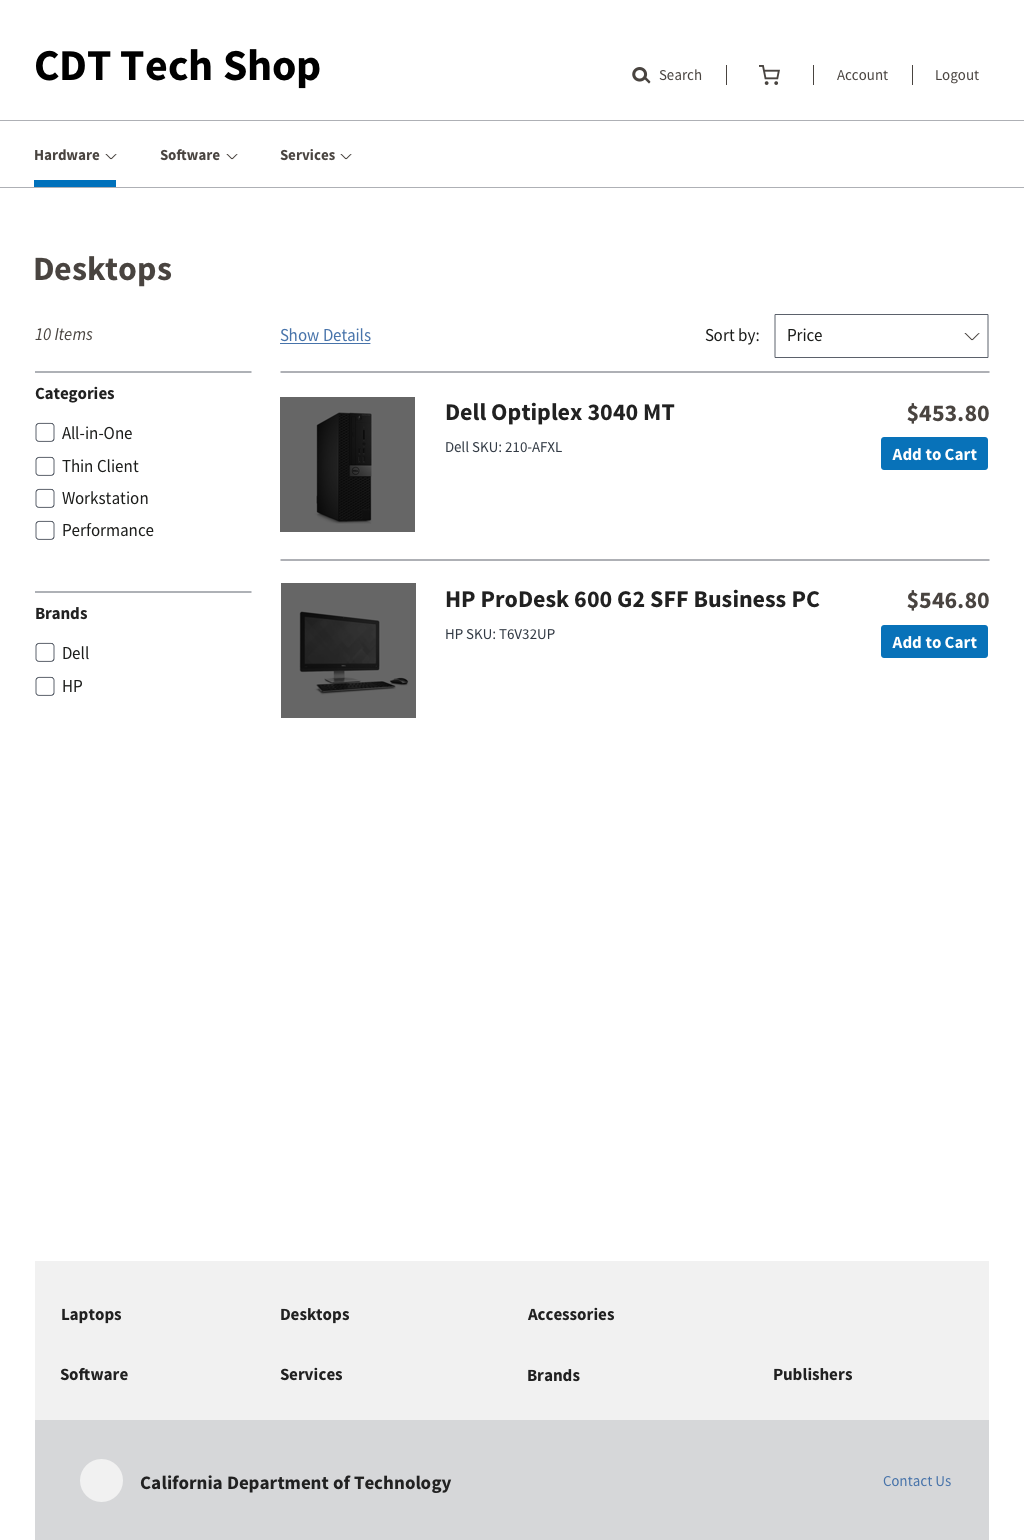 CDT Tech Shop
Search
Account
Logout
Hardware
Software
Services
Desktops
10 Items
Show Details
Sort by:
Price
Categories
All-in-One
Thin Client
Workstation
Performance
Brands
Dell
HP
Dell Optiplex 3040 MT
$453.80
Dell SKU: 210-AFXL
Add to Cart
HP ProDesk 600 G2 SFF Business PC
$546.80
HP SKU: T6V32UP
Add to Cart
Laptops
Desktops
Accessories
Software
Services
Brands
Publishers
California Department of Technology
Contact Us